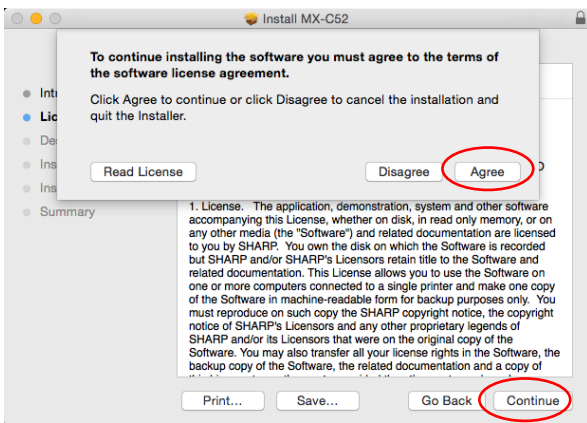 Install MX-C52
To continue installing the software you must agree to the terms of
the software license agreement.
Click Agree to continue or click Disagree to cancel the installation and
quit the Installer.
Read License
Disagree
Agree
Int
Lic
De
Ins
Ins
Summary
1. License. The application, demonstration, system and other software
accompanying this License, whether on disk, in read only memory, or on
any other media (the "Software") and related documentation are licensed
to you by SHARP. You own the disk on which the Software is recorded
but SHARP and/or SHARP's Licensors retain title to the Software and
related documentation. This License allows you to use the Software on
one or more computers connected to a single printer and make one copy
of the Software in machine-readable form for backup purposes only. You
must reproduce on such copy the SHARP copyright notice, the copyright
notice of SHARP's Licensors and any other proprietary legends of
SHARP and/or its Licensors that were on the original copy of the
Software. You may also transfer all your license rights in the Software, the
backup copy of the Software, the related documentation and a copy of
Print...
Save...
Go Back
Continue